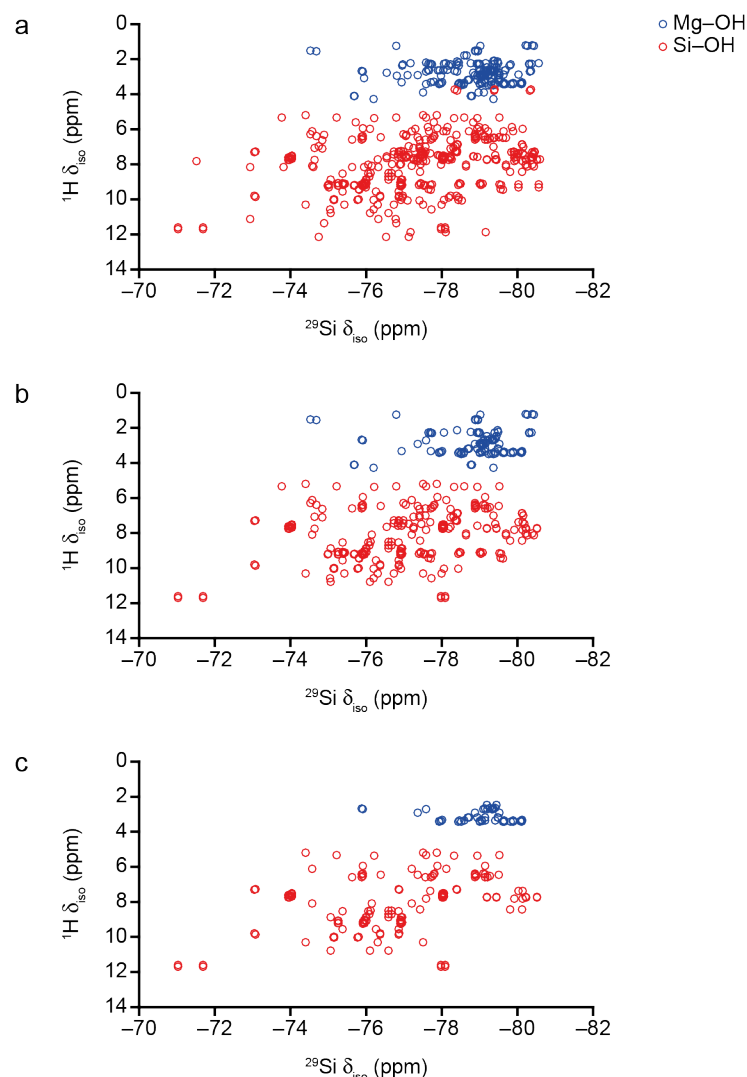 a
Mg–OH
Si–OH
0
2
4
6
8
10
12
14
¹H δiso (ppm)
–70 –72 –74 –76 –78 –80 –82
²⁹Si δiso (ppm)
b
0
2
4
6
8
10
12
14
¹H δiso (ppm)
–70 –72 –74 –76 –78 –80 –82
²⁹Si δiso (ppm)
c
0
2
4
6
8
10
12
14
¹H δiso (ppm)
–70 –72 –74 –76 –78 –80 –82
²⁹Si δiso (ppm)